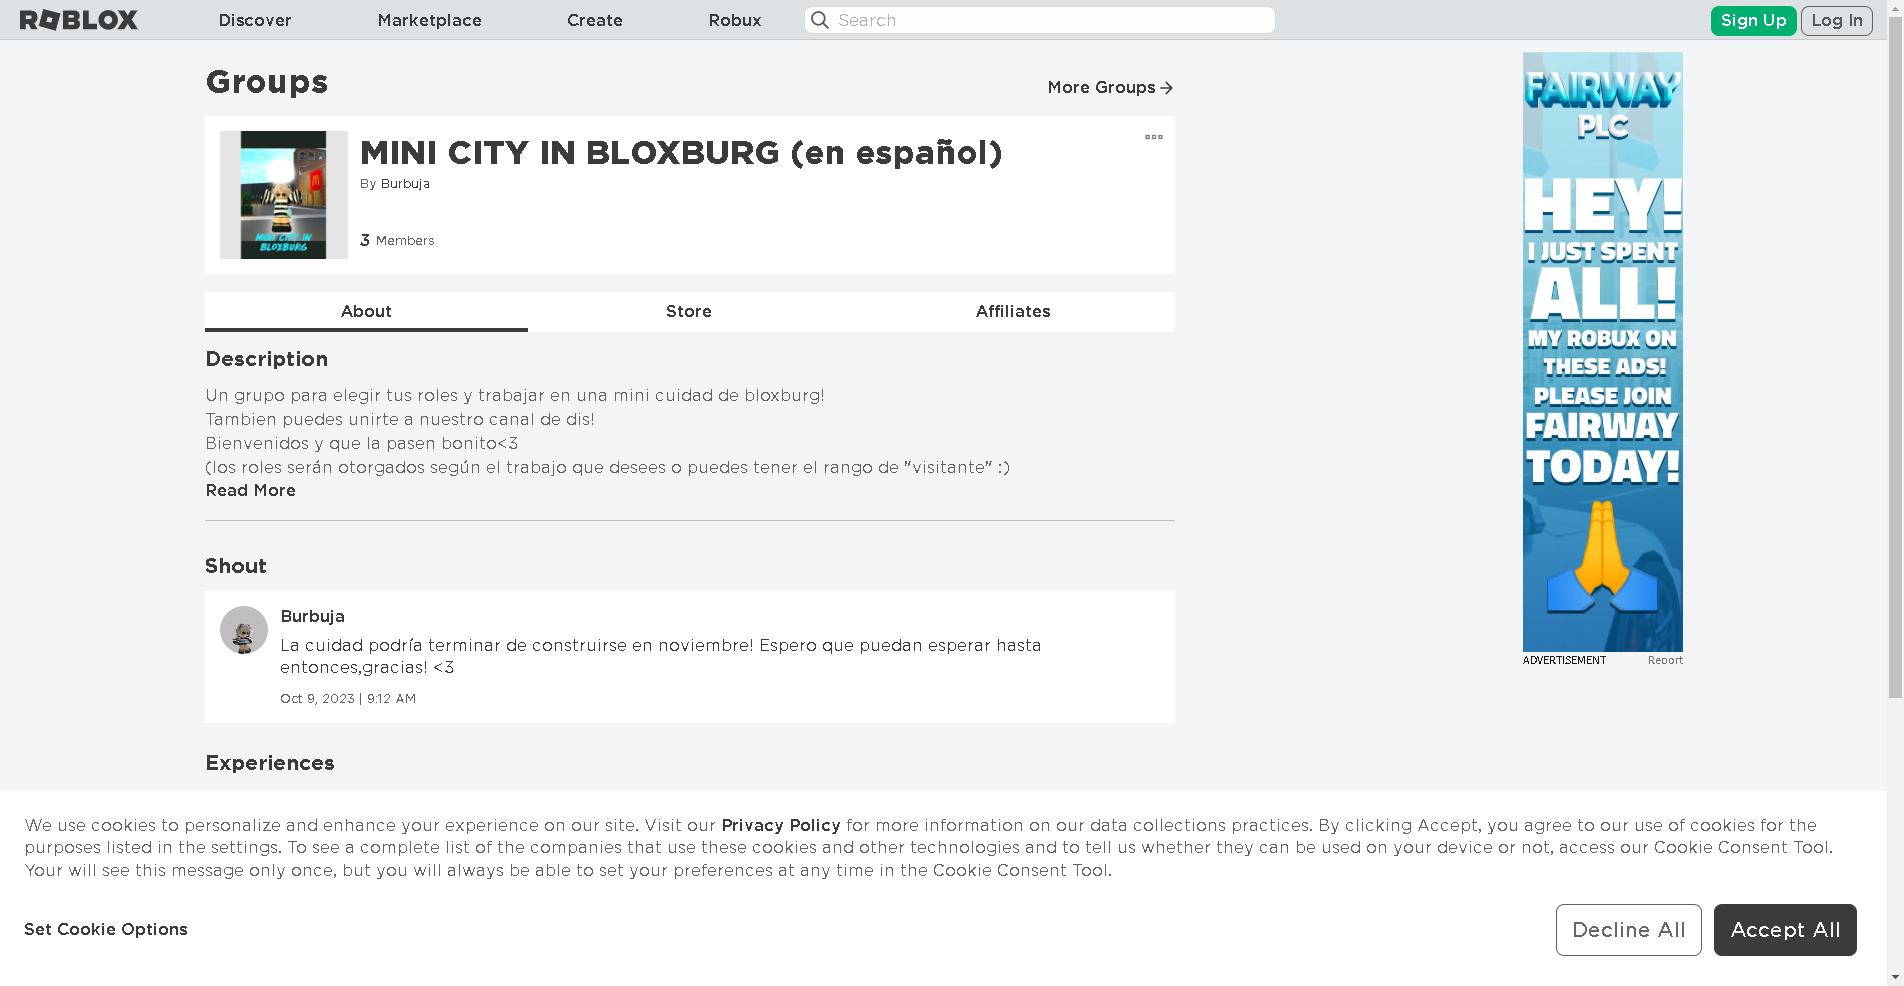 ROBLOX
Discover
Marketplace
Create
Robux
Search
Sign Up
Log In
Groups
More Groups
MINI CITY IN BLOXBURG (en español)
By Burbuja
3 Members
MINI CITY IN
BLOXBURG
About
Store
Affiliates
Description
Un grupo para elegir tus roles y trabajar en una mini cuidad de bloxburg!
Tambien puedes unirte a nuestro canal de dis!
Bienvenidos y que la pasen bonito<3
(los roles serán otorgados según el trabajo que desees o puedes tener el rango de "visitante" :)
Read More
Shout
Burbuja
La cuidad podría terminar de construirse en noviembre! Espero que puedan esperar hasta
entonces,gracias! <3
Oct 9, 2023 | 9:12 AM
Experiences
FAIRWAY
PLC
HEY!
I JUST SPENT
ALL!
MY ROBUX ON
THESE ADS!
PLEASE JOIN
FAIRWAY
TODAY!
ADVERTISEMENT
Report
We use cookies to personalize and enhance your experience on our site. Visit our Privacy Policy for more information on our data collections practices. By clicking Accept, you agree to our use of cookies for the
purposes listed in the settings. To see a complete list of the companies that use these cookies and other technologies and to tell us whether they can be used on your device or not, access our Cookie Consent Tool.
Your will see this message only once, but you will always be able to set your preferences at any time in the Cookie Consent Tool.
Set Cookie Options
Decline All
Accept All